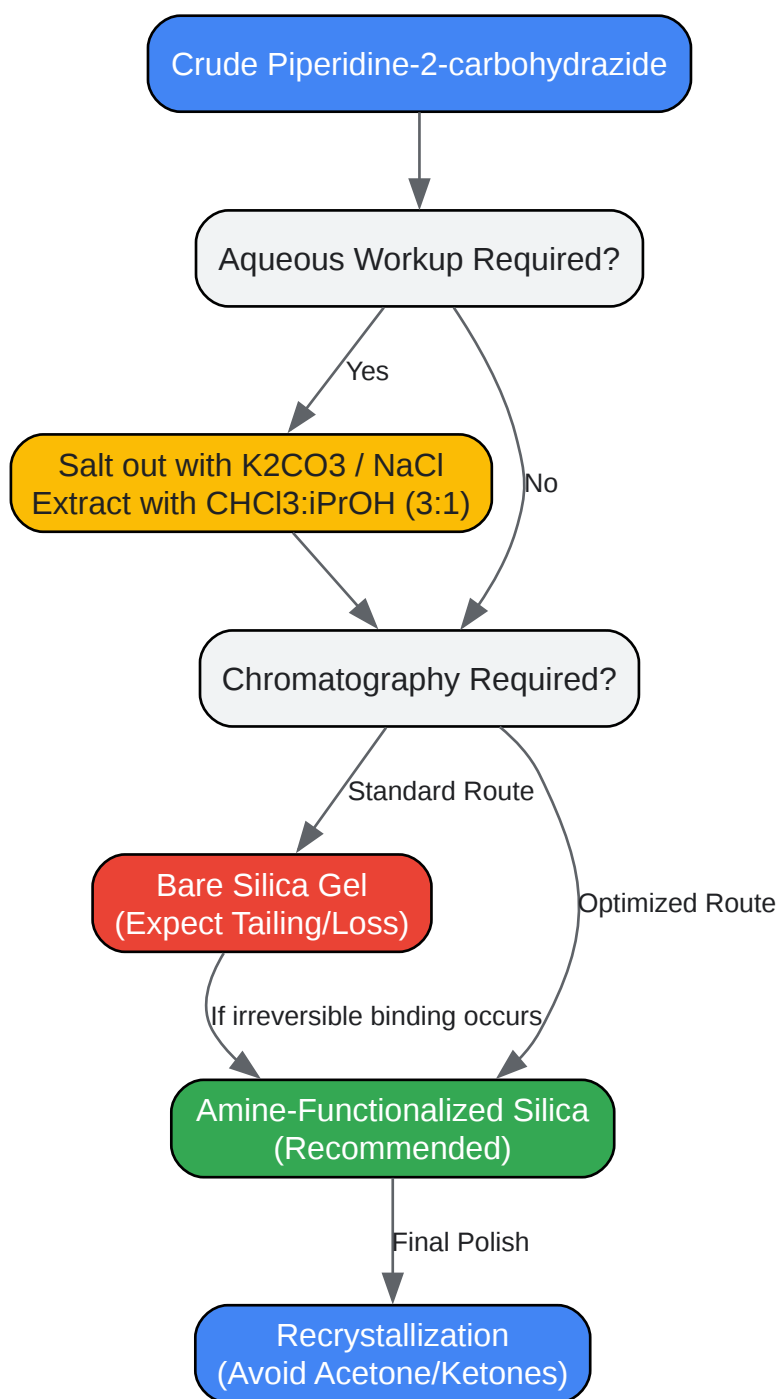 Crude Piperidine-2-carbohydrazide
Aqueous Workup Required?
Yes
Salt out with K2CO3 / NaCl
Extract with CHCl3:iPrOH (3:1)
No
Chromatography Required?
Standard Route
Bare Silica Gel
(Expect Tailing/Loss)
Optimized Route
If irreversible binding occurs
Amine-Functionalized Silica
(Recommended)
Final Polish
Recrystallization
(Avoid Acetone/Ketones)